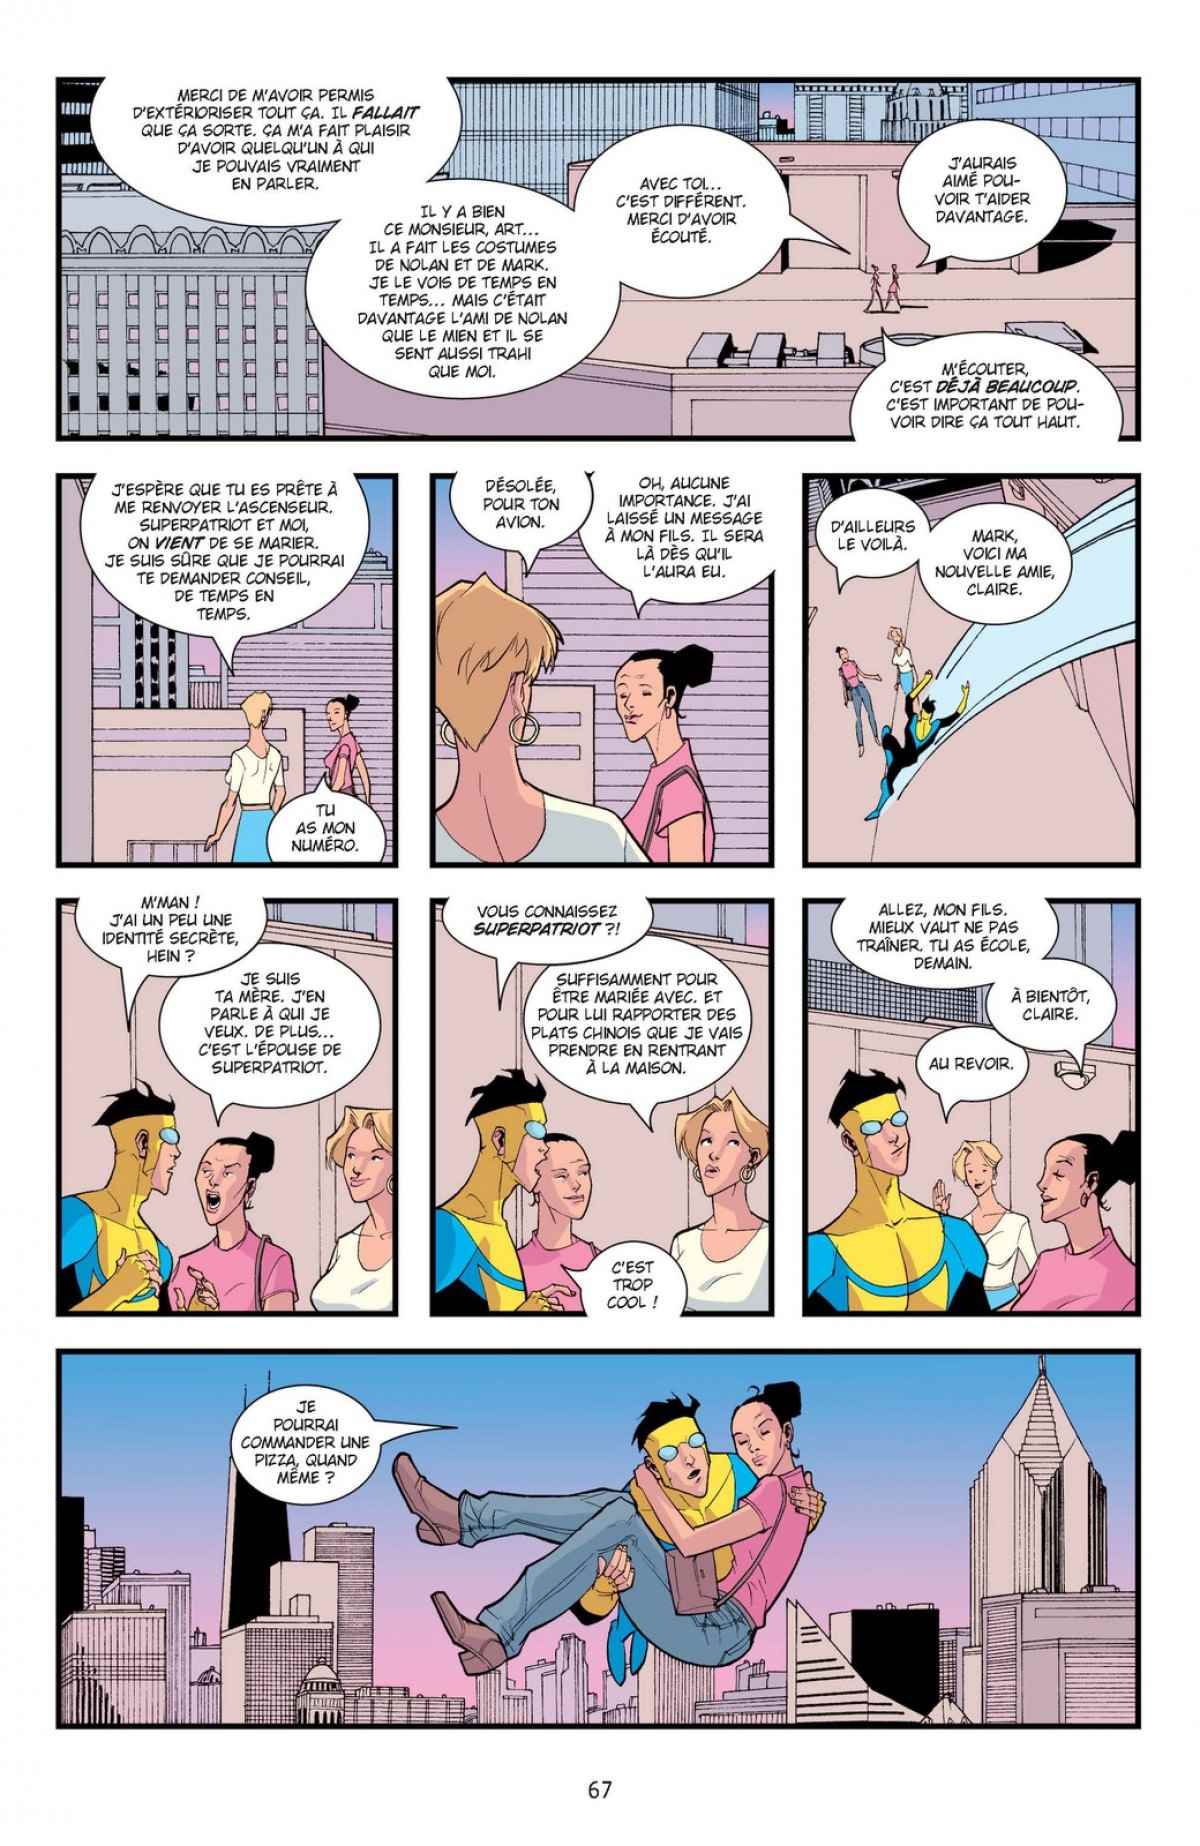 MERCI DE M'AVOIR PERMIS
D'EXTÉRIORISER TOUT ÇA. IL FALLAIT
QUE ÇA SORTE. ÇA M'A FAIT PLAISIR
D'AVOIR QUELQU'UN À QUI
JE POUVAIS VRAIMENT
EN PARLER.
IL Y A BIEN
CE MONSIEUR, ART...
IL A FAIT LES COSTUMES
DE NOLAN ET DE MARK.
JE LE VOIS DE TEMPS EN
TEMPS... MAIS C'ÉTAIT
DAVANTAGE L'AMI DE NOLAN
QUE LE MIEN ET IL SE
SENT AUSSI TRAHI
QUE MOI.
AVEC TOI...
C'EST DIFFÉRENT.
MERCI D'AVOIR
ÉCOUTÉ.
J'AURAIS
AIMÉ POU-
VOIR T'AIDER
DAVANTAGE.
M'ÉCOUTER,
C'EST DÉJÀ BEAUCOUP.
C'EST IMPORTANT DE POU-
VOIR DIRE ÇA TOUT HAUT.
J'ESPÈRE QUE TU ES PRÊTE À
ME RENVOYER L'ASCENSEUR.
SUPERPATRIOT ET MOI,
ON VIENT DE SE MARIER.
JE SUIS SÛRE QUE JE POURRAI
TE DEMANDER CONSEIL,
DE TEMPS EN
TEMPS.
TU
AS MON
NUMÉRO.
DÉSOLÉE,
POUR TON
AVION.
OH, AUCUNE
IMPORTANCE. J'AI
LAISSÉ UN MESSAGE
À MON FILS. IL SERA
LÀ DÈS QU'IL
L'AURA EU.
D'AILLEURS
LE VOILÀ.
MARK,
VOICI MA
NOUVELLE AMIE,
CLAIRE.
M'MAN !
J'AI UN PEU UNE
IDENTITÉ SECRÈTE,
HEIN ?
JE SUIS
TA MÈRE. J'EN
PARLE À QUI JE
VEUX. DE PLUS...
C'EST L'ÉPOUSE DE
SUPERPATRIOT.
VOUS CONNAISSEZ
SUPERPATRIOT ?!
SUFFISAMMENT POUR
ÊTRE MARIÉE AVEC. ET
POUR LUI RAPPORTER DES
PLATS CHINOIS QUE JE VAIS
PRENDRE EN RENTRANT
À LA MAISON.
C'EST
TROP
COOL !
ALLEZ, MON FILS.
MIEUX VAUT NE PAS
TRAÎNER. TU AS ÉCOLE,
DEMAIN.
À BIENTÔT,
CLAIRE.
AU REVOIR.
JE
POURRAI
COMMANDER UNE
PIZZA, QUAND
MÊME ?
67